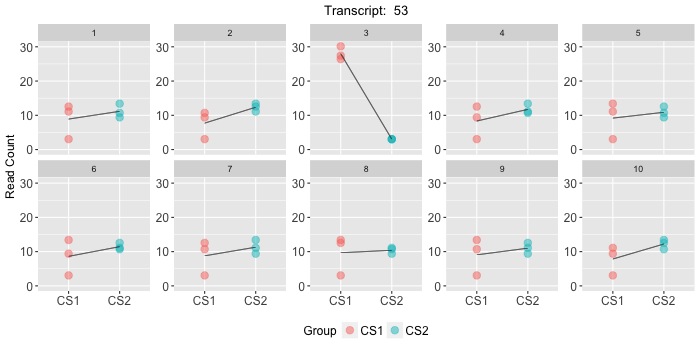 Transcript: 53
1 2 3 4 5
30
20
10
0
6 7 8 9 10
30
20
10
0
Read Count
CS1 CS2 CS1 CS2 CS1 CS2 CS1 CS2 CS1 CS2
Group CS1 CS2